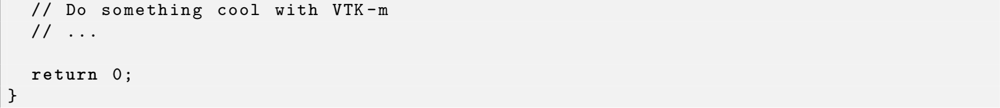 // Do something cool with VTK-m
// ...
return 0;
}